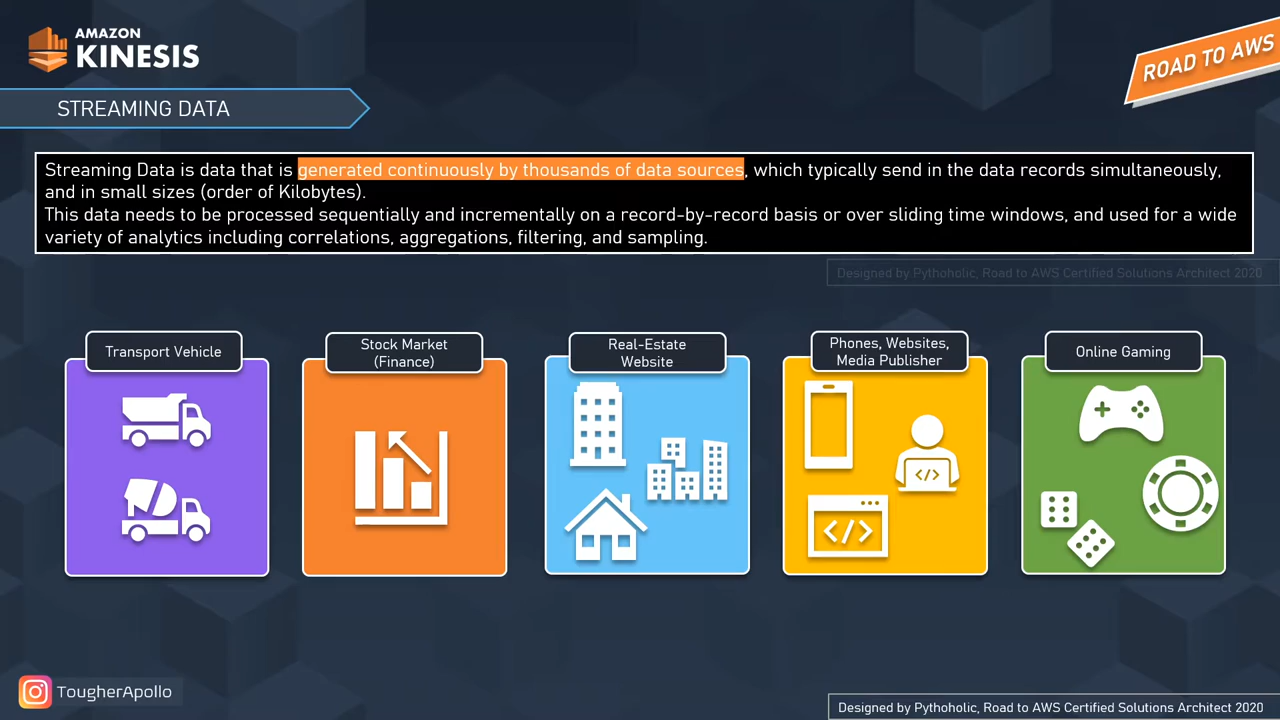 AMAZON
KINESIS
ROAD TO AWS
STREAMING DATA
Streaming Data is data that is generated continuously by thousands of data sources, which typically send in the data records simultaneously,
and in small sizes (order of Kilobytes).
This data needs to be processed sequentially and incrementally on a record-by-record basis or over sliding time windows, and used for a wide
variety of analytics including correlations, aggregations, filtering, and sampling.
Designed by Pythoholic, Road to AWS Certified Solutions Architect 2020
Transport Vehicle
Stock Market
(Finance)
Real-Estate
Website
Phones, Websites,
Media Publisher
Online Gaming
</>
</>
TougherApollo
Designed by Pythoholic, Road to AWS Certified Solutions Architect 2020